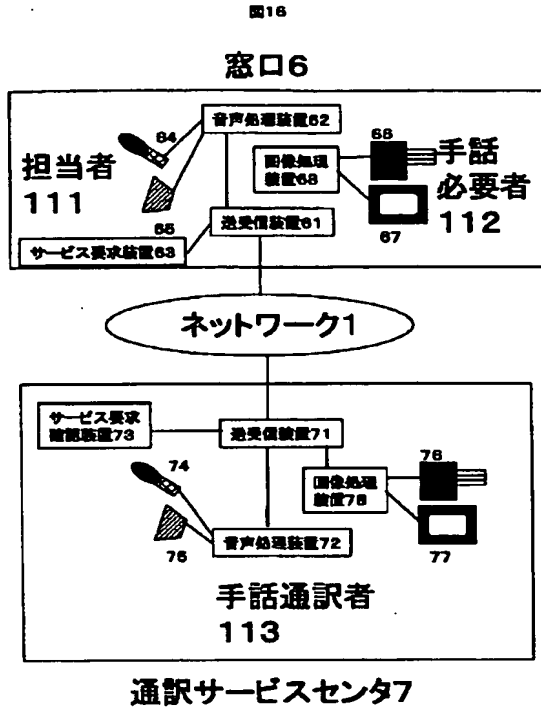 図16
窓口6
音声処理装置62
64
68
担当者
111
画像処理
装置68
手話
必要者
112
65
送受信装置61
67
サービス要求装置63
ネットワーク1
サービス要求
確認装置73
送受信装置71
74
76
画像処理
装置78
75
音声処理装置72
77
手話通訳者
113
通訳サービスセンタ7